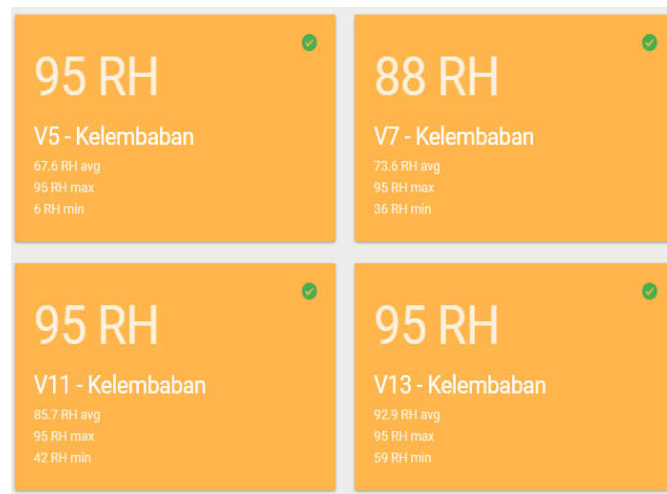 95 RH
V5 - Kelembaban
67.6 RH avg
95 RH max
6 RH min
88 RH
V7 - Kelembaban
73.6 RH avg
95 RH max
36 RH min
95 RH
V11 - Kelembaban
85.7 RH avg
95 RH max
42 RH min
95 RH
V13 - Kelembaban
92.9 RH avg
95 RH max
59 RH min